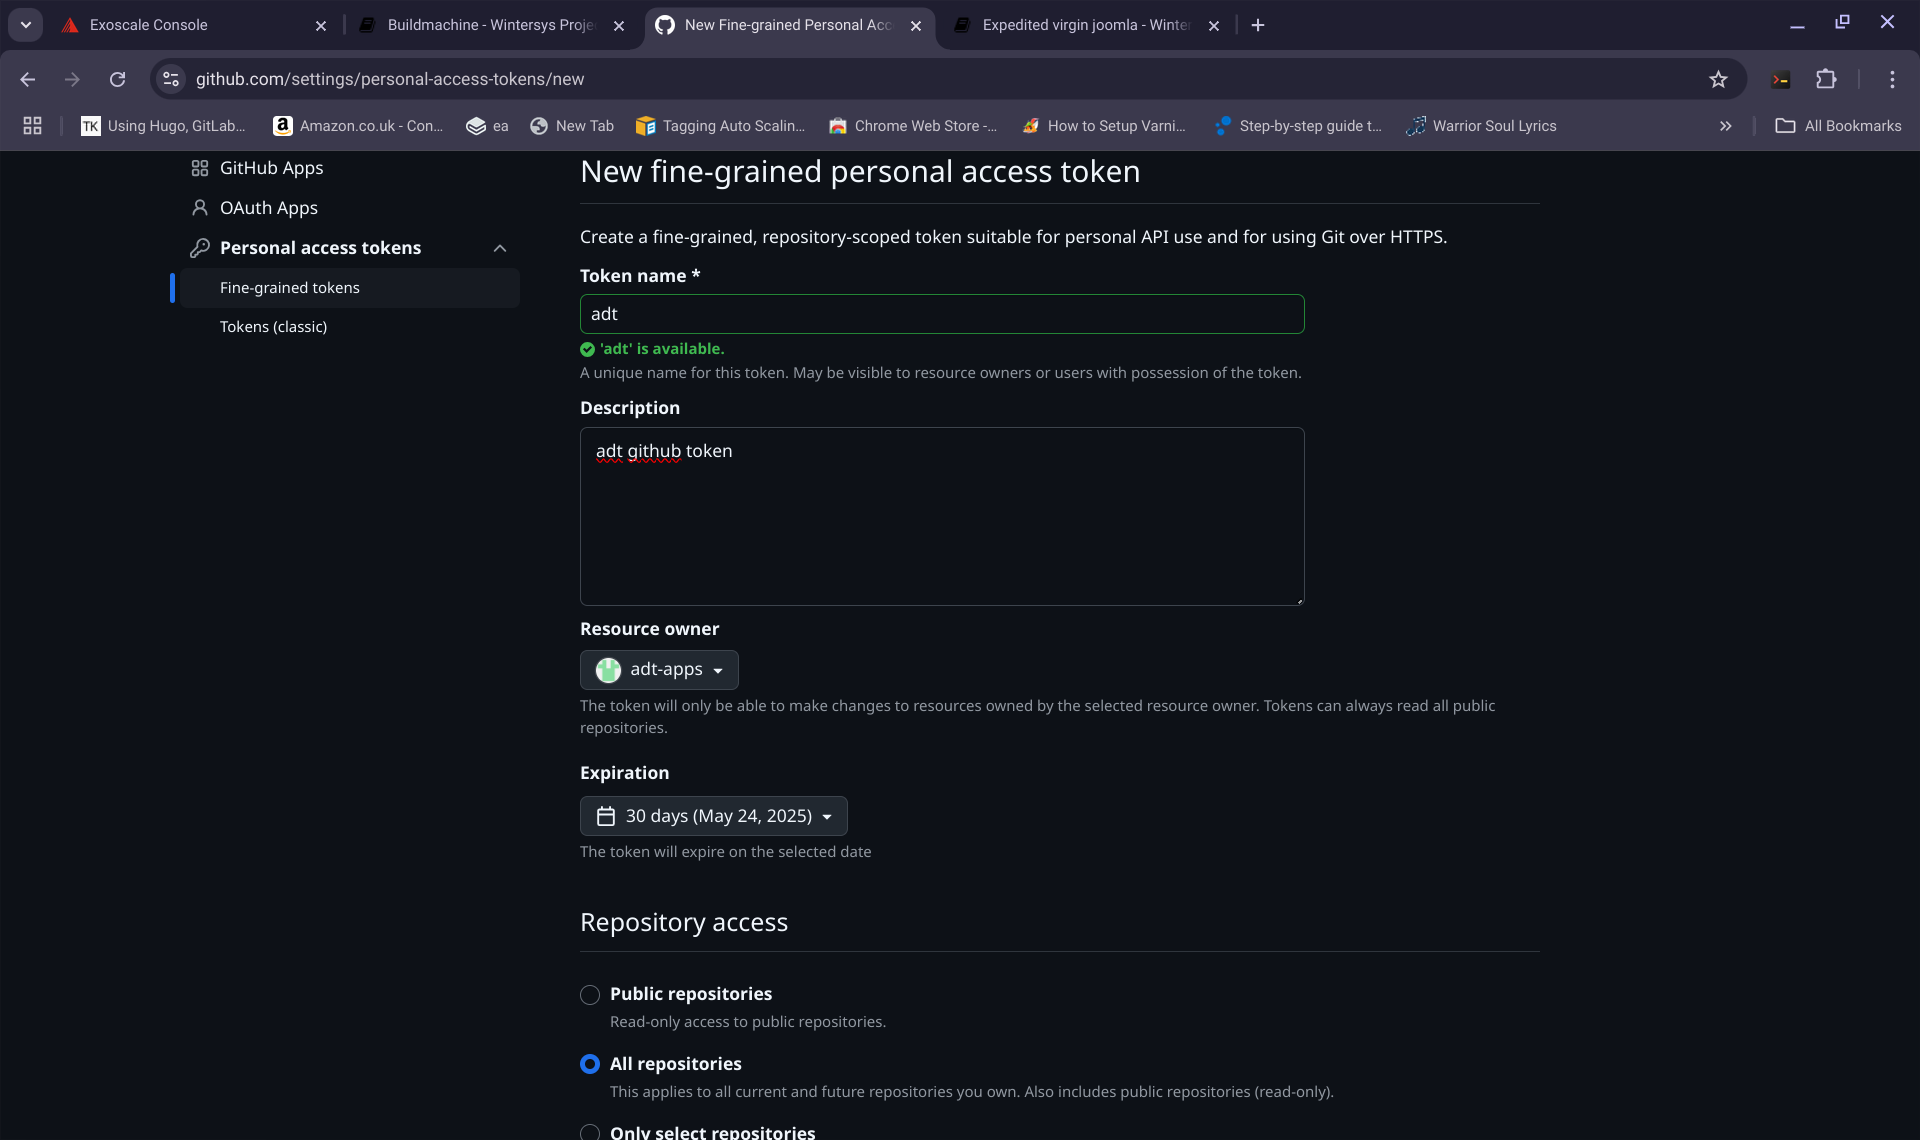 Exoscale Console
Buildmachine - Wintersys Proje
New Fine-grained Personal Acc
Expedited virgin joomla - Winter
github.com/settings/personal-access-tokens/new
TK Using Hugo, GitLab...
a Amazon.co.uk - Con...
ea
New Tab
Tagging Auto Scalin...
Chrome Web Store -...
How to Setup Varni...
Step-by-step guide t...
Warrior Soul Lyrics
All Bookmarks
GitHub Apps
OAuth Apps
Personal access tokens
Fine-grained tokens
Tokens (classic)
New fine-grained personal access token
Create a fine-grained, repository-scoped token suitable for personal API use and for using Git over HTTPS.
Token name *
adt
'adt' is available.
A unique name for this token. May be visible to resource owners or users with possession of the token.
Description
adt github token
Resource owner
adt-apps
The token will only be able to make changes to resources owned by the selected resource owner. Tokens can always read all public
repositories.
Expiration
30 days (May 24, 2025)
The token will expire on the selected date
Repository access
Public repositories
Read-only access to public repositories.
All repositories
This applies to all current and future repositories you own. Also includes public repositories (read-only).
Only select repositories